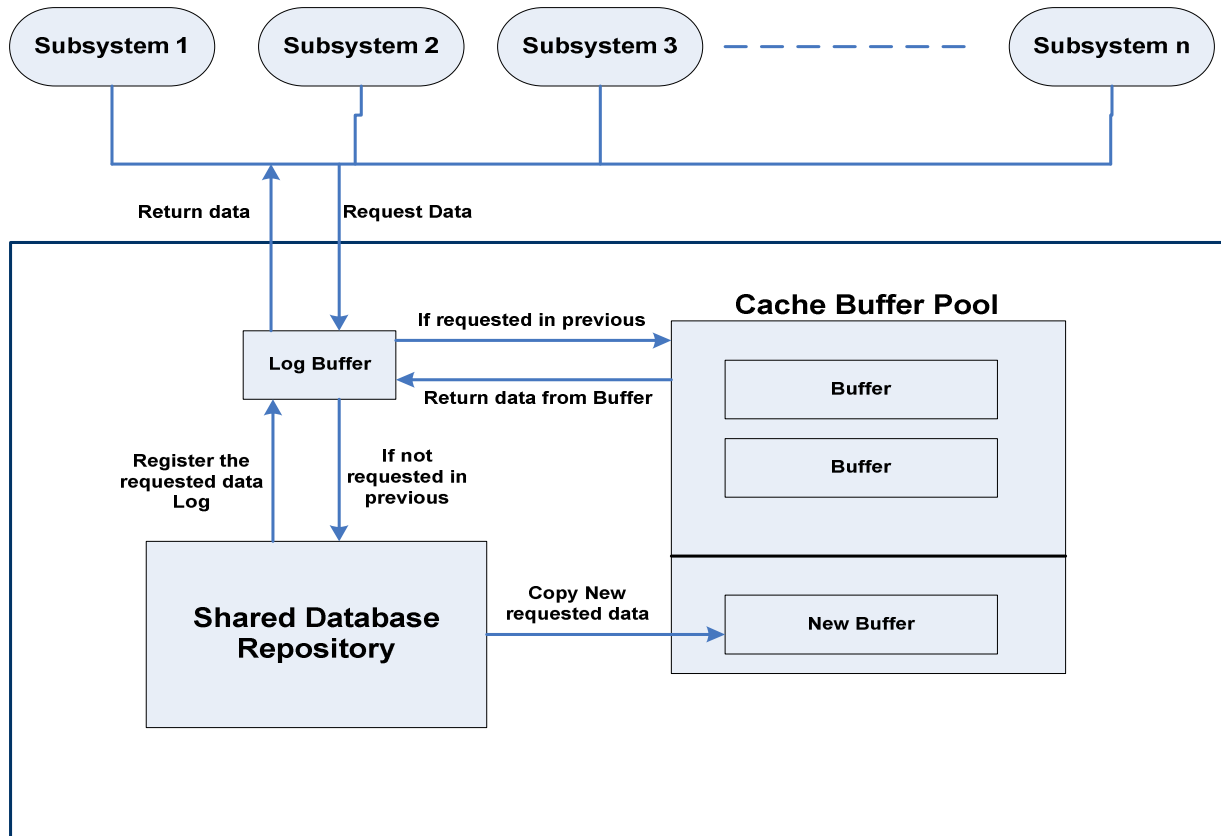 Subsystem 1
Subsystem 2
Subsystem 3
Subsystem n
Return data
Request Data
Cache Buffer Pool
If requested in previous
Log Buffer
Return data from Buffer
Buffer
Buffer
Register the
requested data
Log
If not
requested in
previous
Shared Database
Repository
Copy New
requested data
New Buffer